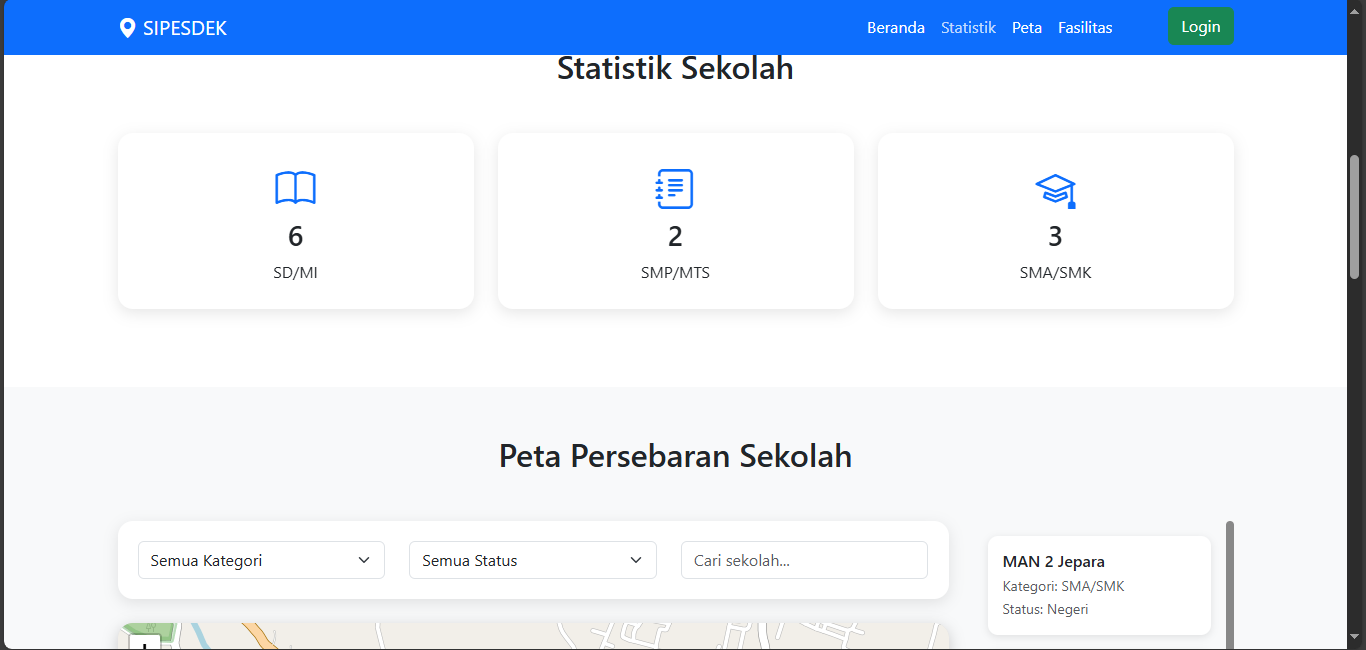 SIPESDEK
Beranda Statistik Peta Fasilitas Login
Statistik Sekolah
6
SD/MI
2
SMP/MTS
3
SMA/SMK
Peta Persebaran Sekolah
Semua Kategori
Semua Status
Cari sekolah...
MAN 2 Jepara
Kategori: SMA/SMK
Status: Negeri